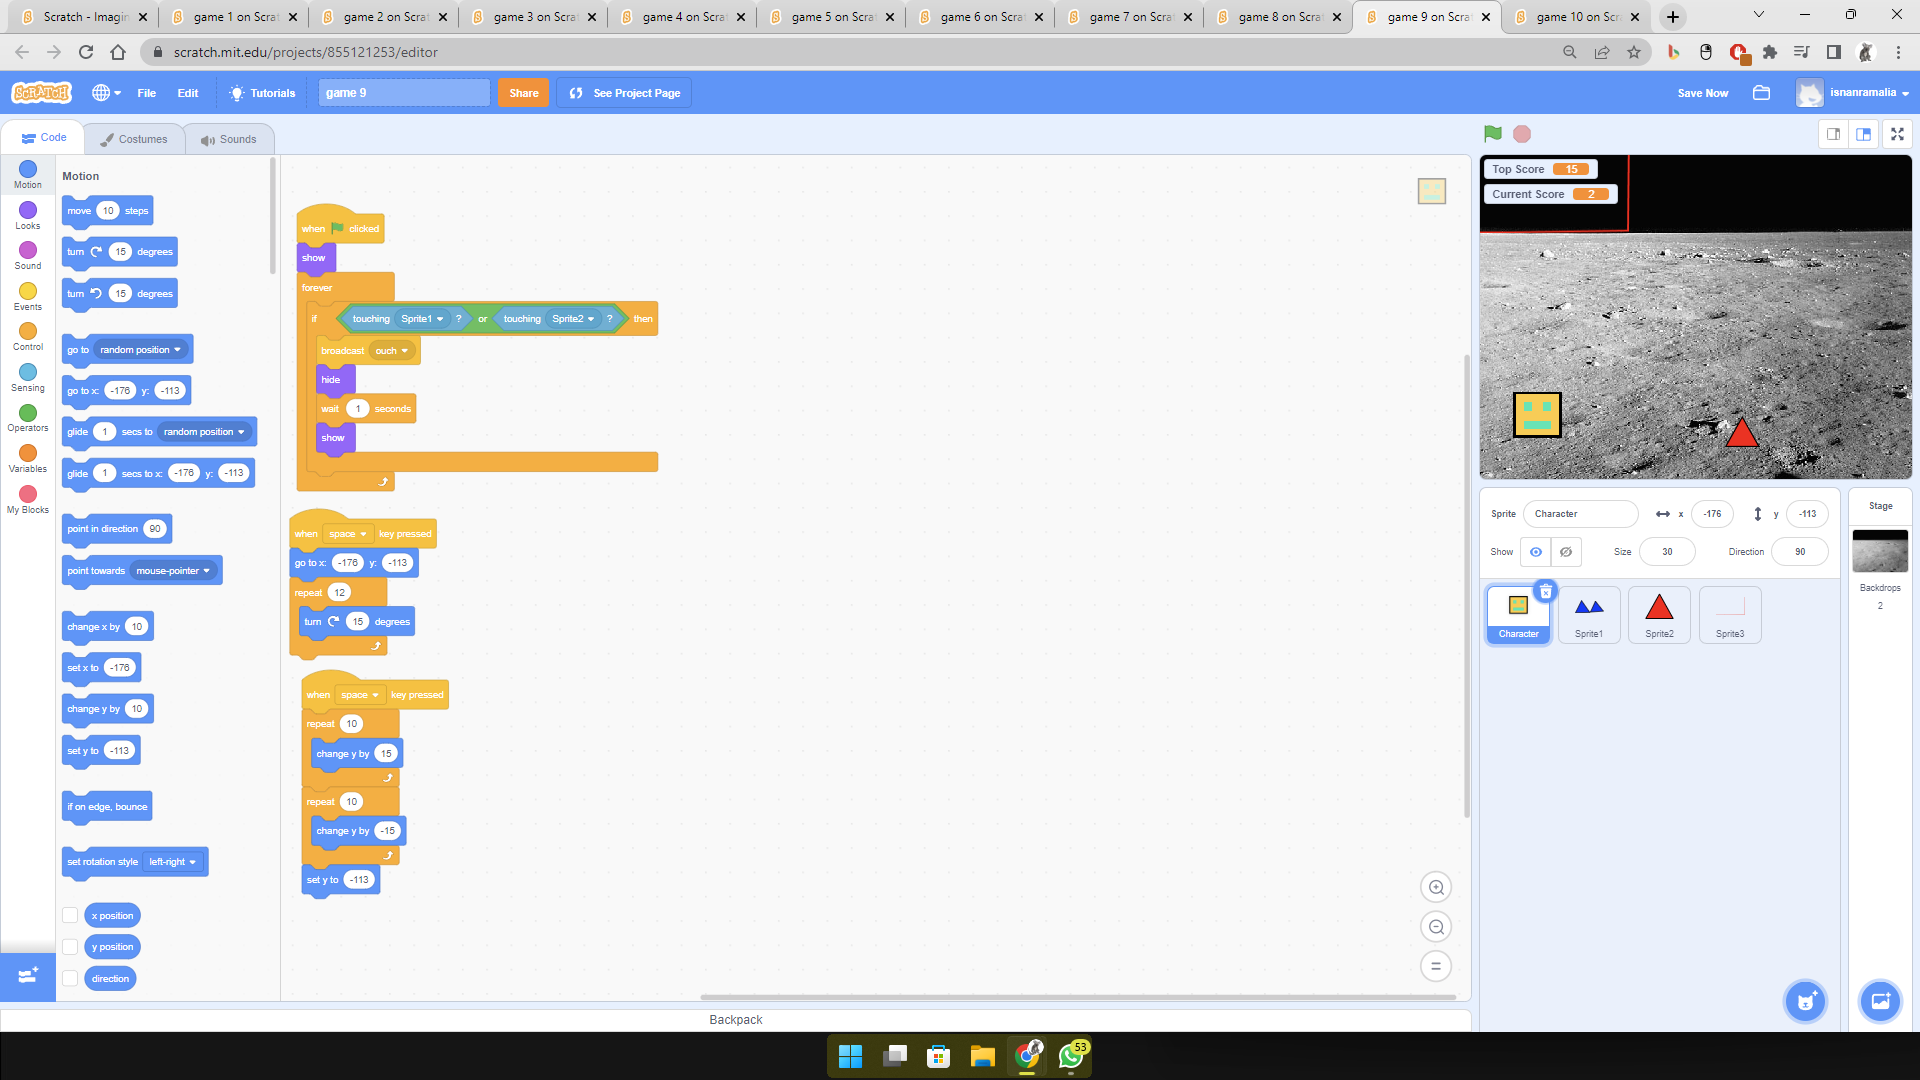 Scratch - Imagin
game 1 on Scrat
game 2 on Scrat
game 3 on Scrat
game 4 on Scrat
game 5 on Scrat
game 6 on Scrat
game 7 on Scrat
game 8 on Scrat
game 9 on Scrat
game 10 on Scr
scratch.mit.edu/projects/855121253/editor
SCRATCH
File
Edit
Tutorials
game 9
Share
See Project Page
Save Now
isnanramalia
Code
Costumes
Sounds
Motion
Looks
Sound
Events
Control
Sensing
Operators
Variables
My Blocks
Motion
move 10 steps
turn 15 degrees
turn 15 degrees
go to random position
go to x: -176 y: -113
glide 1 secs to random position
glide 1 secs to x: -176 y: -113
point in direction 90
point towards mouse-pointer
change x by 10
set x to -176
change y by 10
set y to -113
if on edge, bounce
set rotation style left-right
x position
y position
direction
when clicked
show
forever
if touching Sprite1 ? or touching Sprite2 ? then
broadcast ouch
hide
wait 1 seconds
show
when space key pressed
go to x: -176 y: -113
repeat 12
turn 15 degrees
when space key pressed
repeat 10
change y by 15
repeat 10
change y by -15
set y to -113
Top Score 15
Current Score 2
Sprite Character x -176 y -113
Show Size 30 Direction 90
Character
Sprite1
Sprite2
Sprite3
Stage
Backdrops
2
Backpack
53